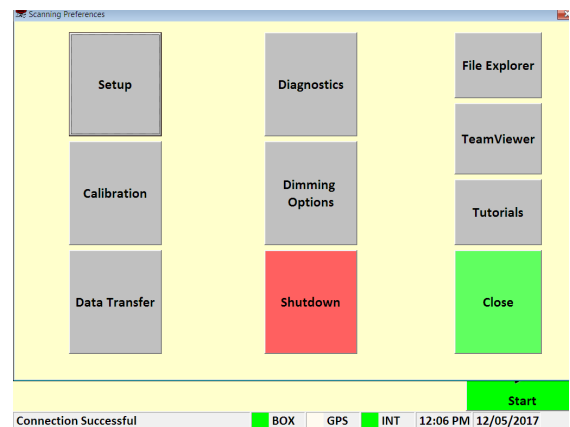 Scanning Preferences
Setup
Diagnostics
File Explorer
TeamViewer
Calibration
Dimming
Options
Tutorials
Data Transfer
Shutdown
Close
Start
Connection Successful
BOX
GPS
INT
12:06 PM
12/05/2017